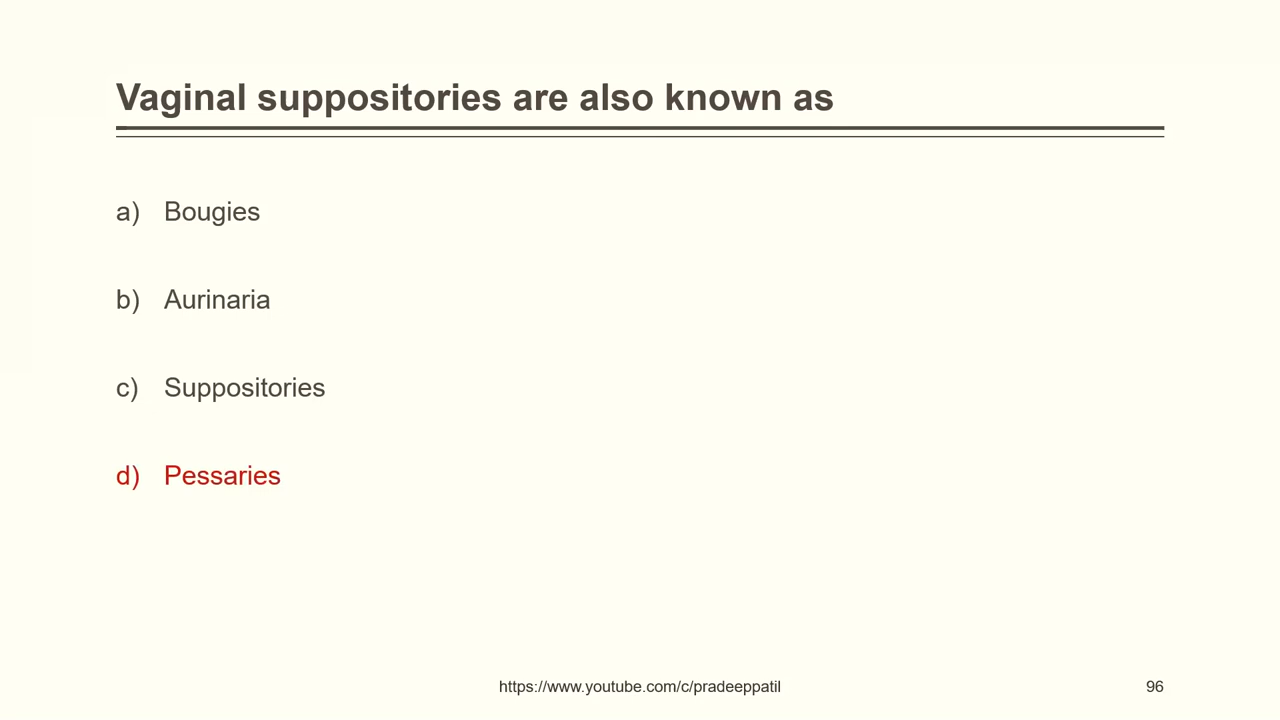 Vaginal suppositories are also known as
a) Bougies
b) Aurinaria
c) Suppositories
d) Pessaries
https://www.youtube.com/c/pradeeppatil
96